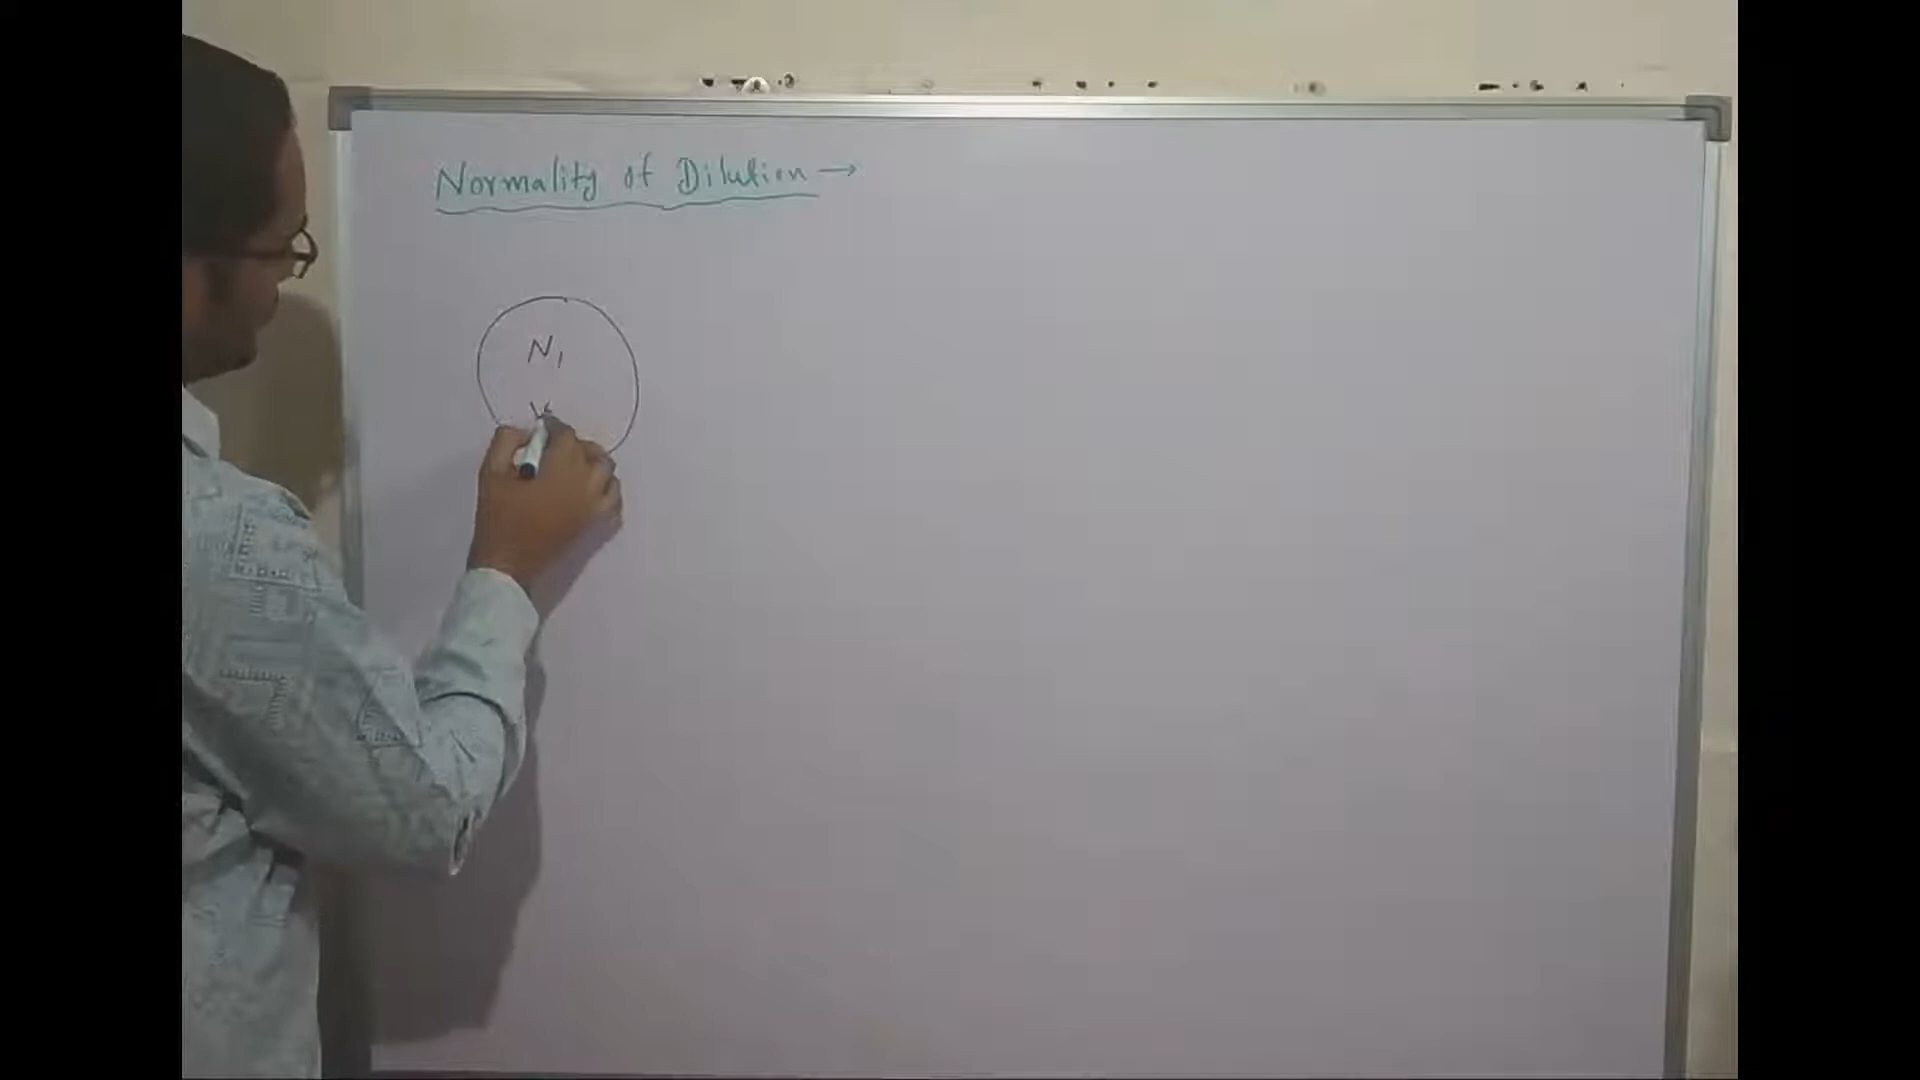 Normality of Dilution →
N₁
V